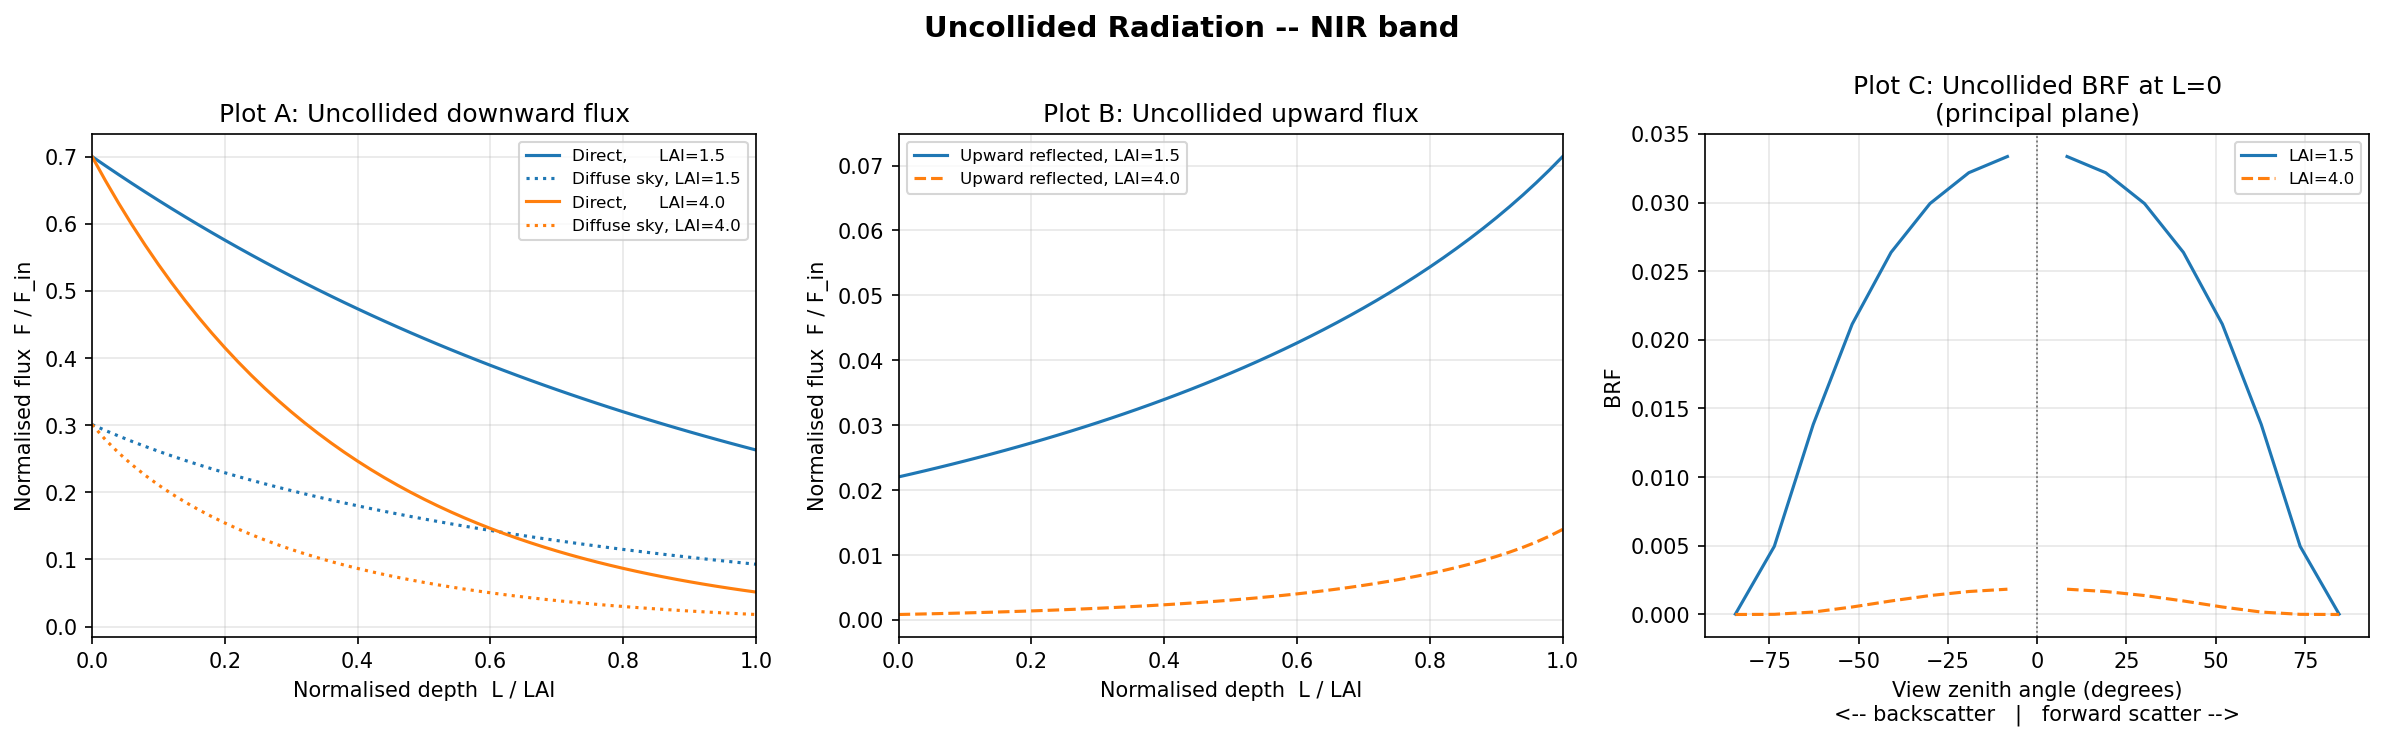 Uncollided Radiation -- NIR band
Plot A: Uncollided downward flux
0.7
0.6
0.5
0.4
0.3
0.2
0.1
0.0
Normalised flux  F / F_in
Direct,      LAI=1.5
Diffuse sky, LAI=1.5
Direct,      LAI=4.0
Diffuse sky, LAI=4.0
0.0 0.2 0.4 0.6 0.8 1.0
Normalised depth  L / LAI
Plot B: Uncollided upward flux
0.07
0.06
0.05
0.04
0.03
0.02
0.01
0.00
Normalised flux  F / F_in
Upward reflected, LAI=1.5
Upward reflected, LAI=4.0
0.0 0.2 0.4 0.6 0.8 1.0
Normalised depth  L / LAI
Plot C: Uncollided BRF at L=0
(principal plane)
0.035
0.030
0.025
0.020
0.015
0.010
0.005
0.000
BRF
LAI=1.5
LAI=4.0
−75 −50 −25 0 25 50 75
View zenith angle (degrees)
<-- backscatter   |   forward scatter -->